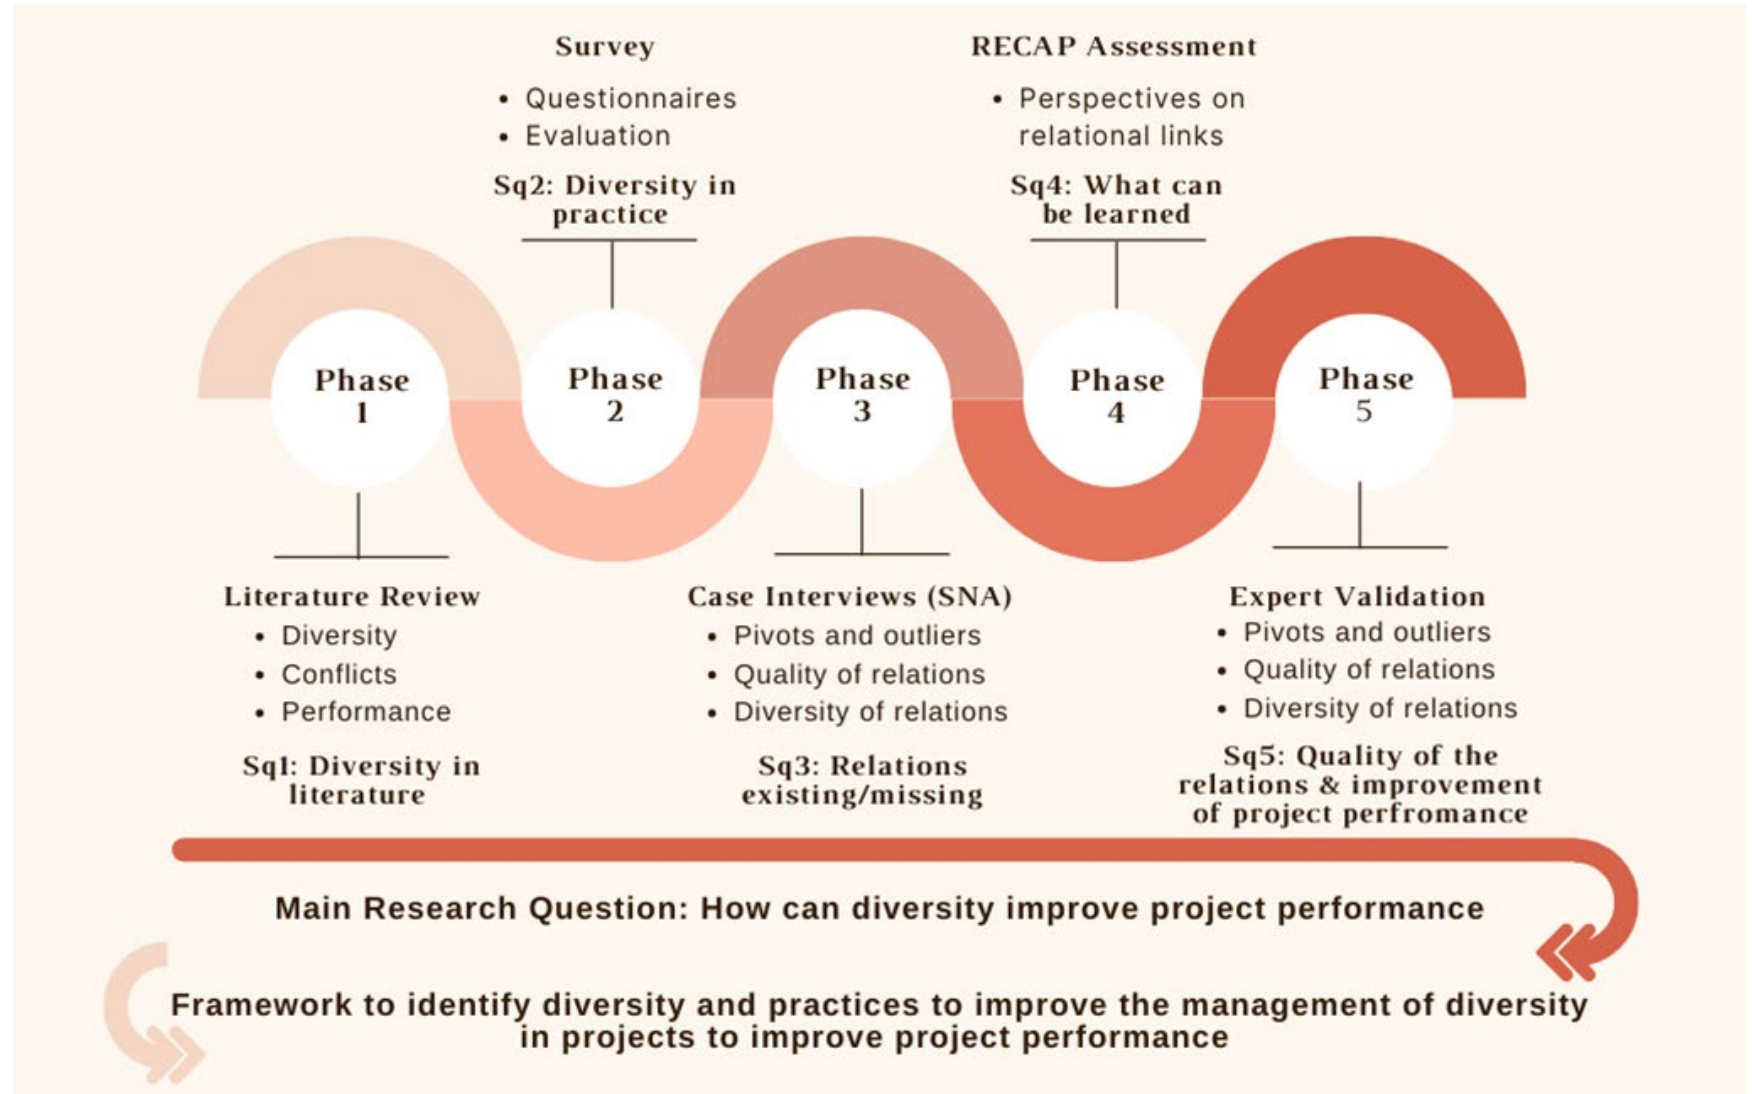 Survey
• Questionnaires
• Evaluation
Sq2: Diversity in
practice
RECAP Assessment
• Perspectives on
relational links
Sq4: What can
be learned
Phase
1
Phase
2
Phase
3
Phase
4
Phase
5
Literature Review
• Diversity
• Conflicts
• Performance
Sq1: Diversity in
literature
Case Interviews (SNA)
• Pivots and outliers
• Quality of relations
• Diversity of relations
Sq3: Relations
existing/missing
Expert Validation
• Pivots and outliers
• Quality of relations
• Diversity of relations
Sq5: Quality of the
relations & improvement
of project perfromance
Main Research Question: How can diversity improve project performance
Framework to identify diversity and practices to improve the management of diversity
in projects to improve project performance